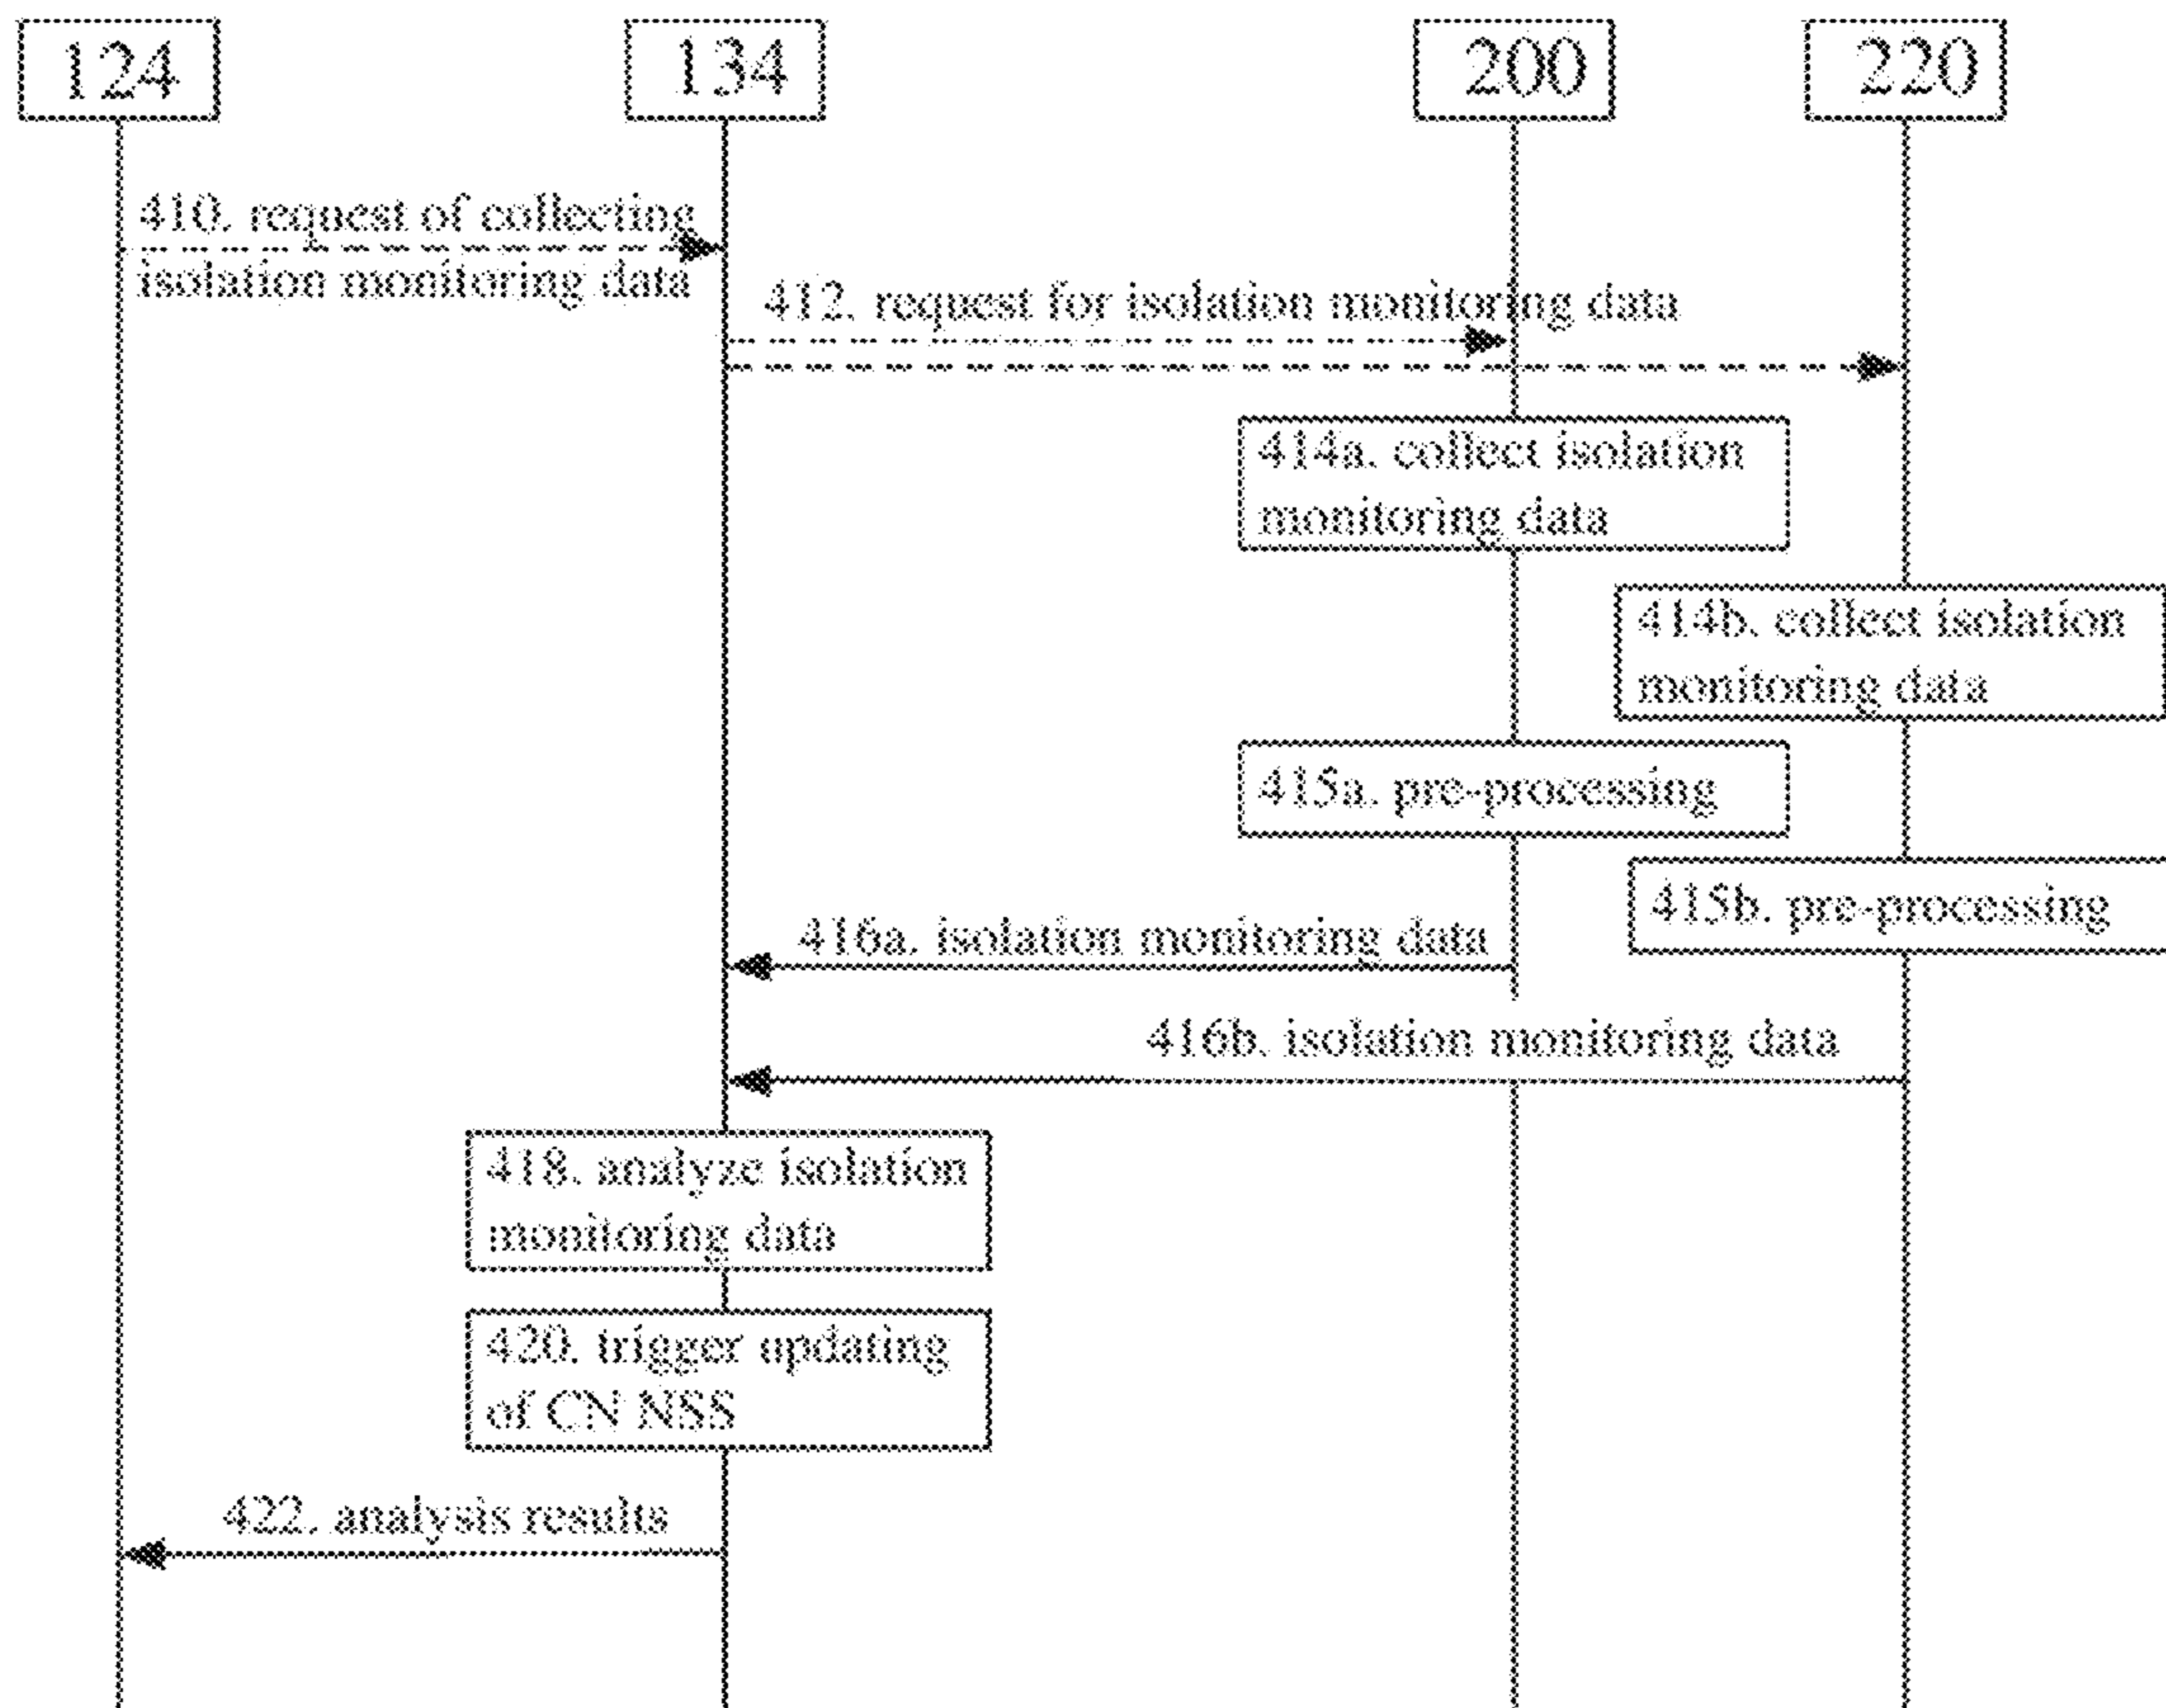 124
134
200
220
410. request of collecting
isolation monitoring data
412. request for isolation monitoring data
414a. collect isolation
monitoring data
414b. collect isolation
monitoring data
415a. pre-processing
415b. pre-processing
416a. isolation monitoring data
416b. isolation monitoring data
418. analyze isolation
monitoring data
420. trigger updating
of CN NSS
422. analysis results